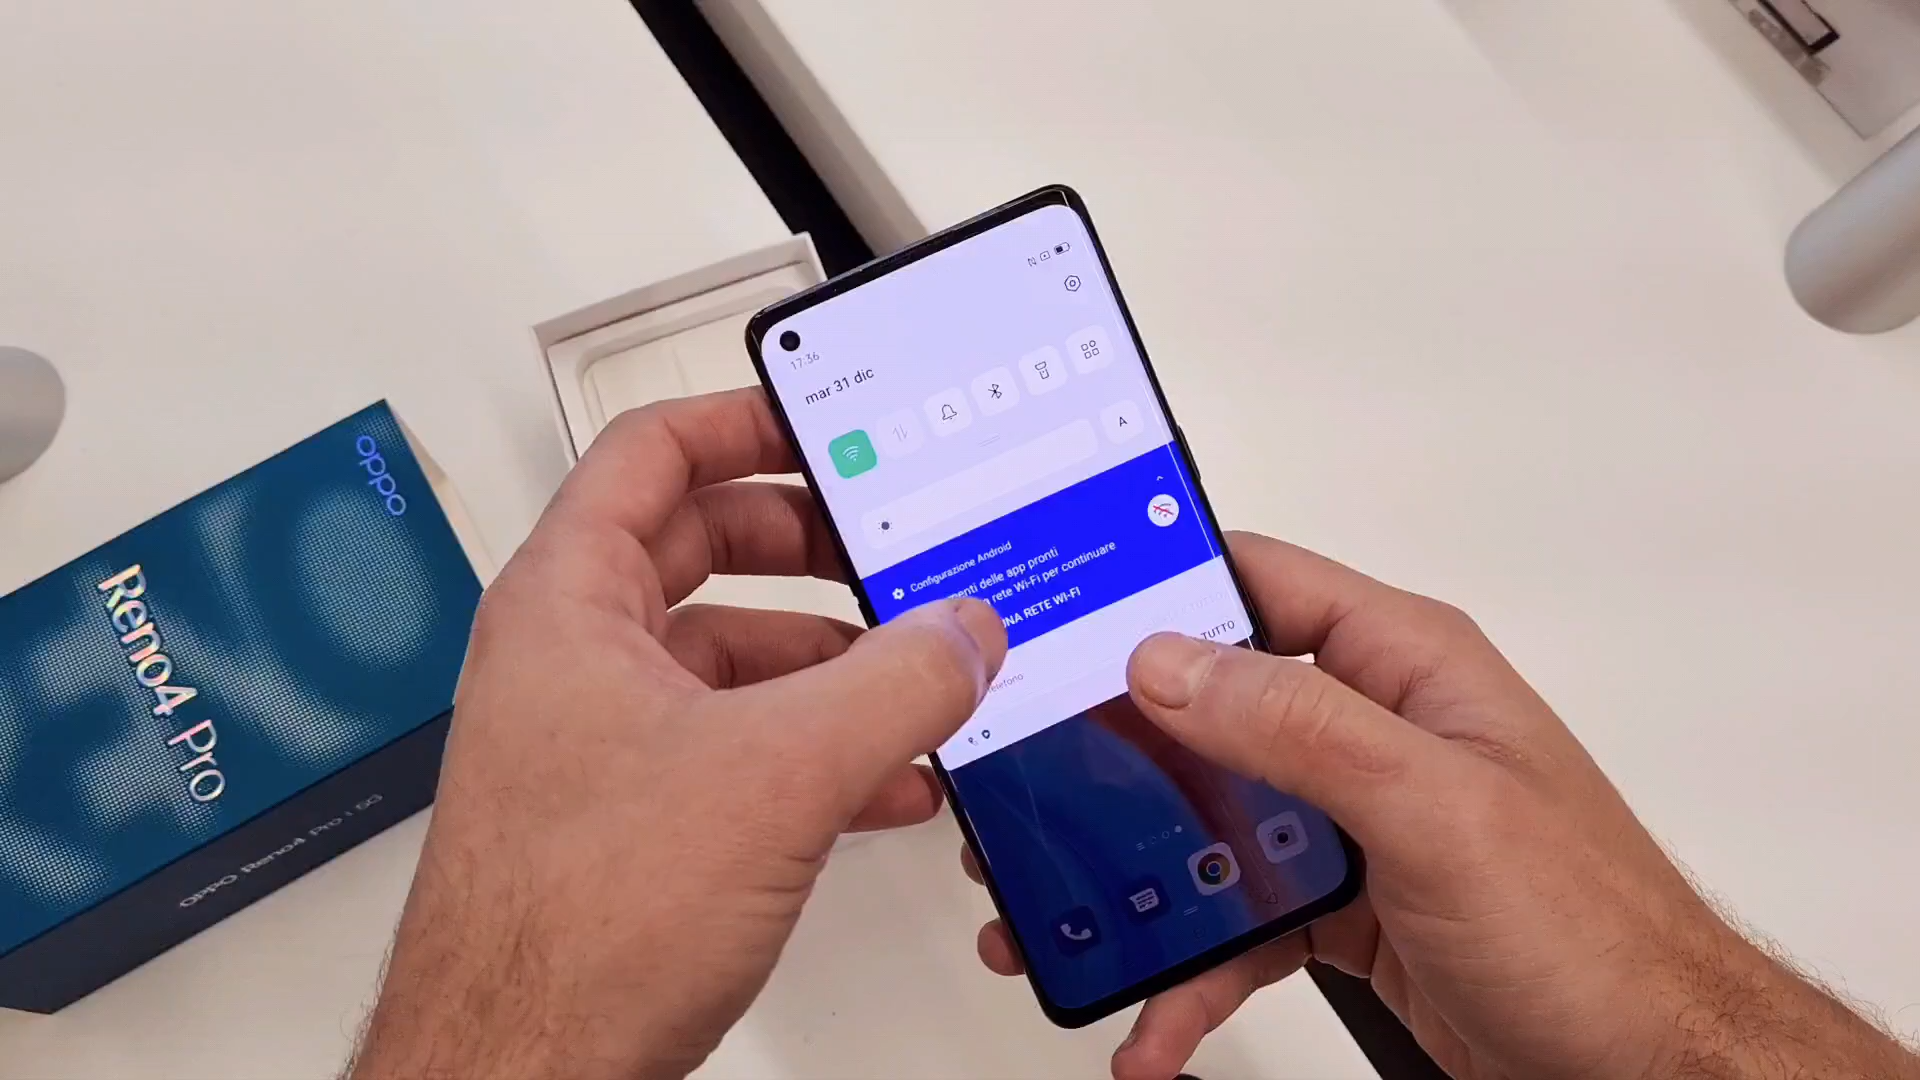 oppo
Reno4 Pro
OPPO Reno4 Pro | 5G
17:36
mar 31 dic
A
Configurazione Android
delle app pronti
rete Wi-Fi per continuare
RETE WI-FI
TUTTO